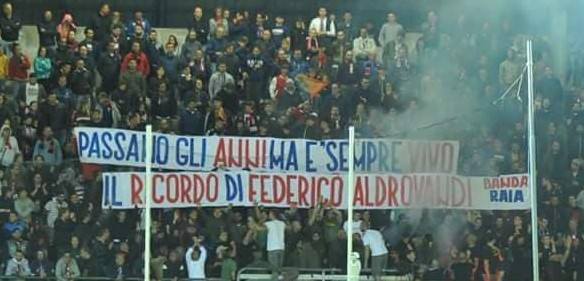 PASSANO GLI ANNI MA E' SEMPRE VIVO
IL RICORDO DI FEDERICO ALDROVANDI
BANDA
RAIA